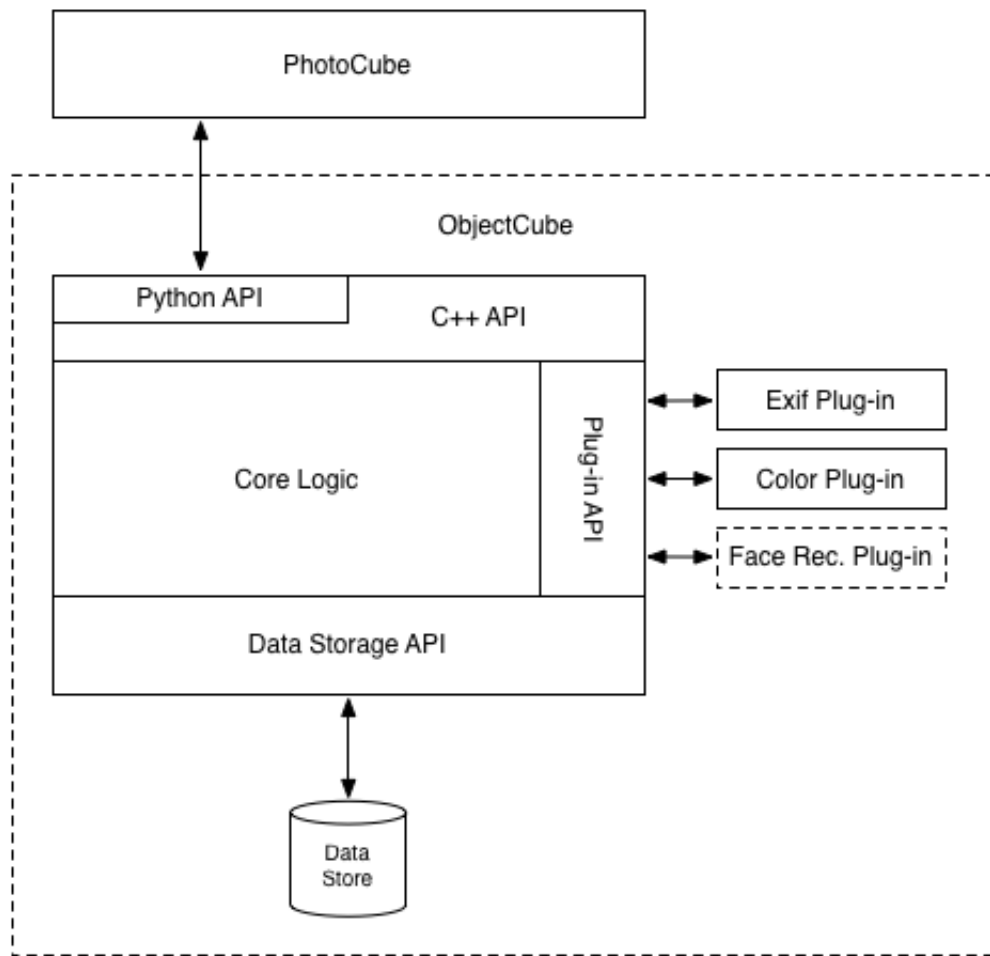 PhotoCube
ObjectCube
Python API
C++ API
Core Logic
Plug-in API
Exif Plug-in
Color Plug-in
Face Rec. Plug-in
Data Storage API
Data
Store